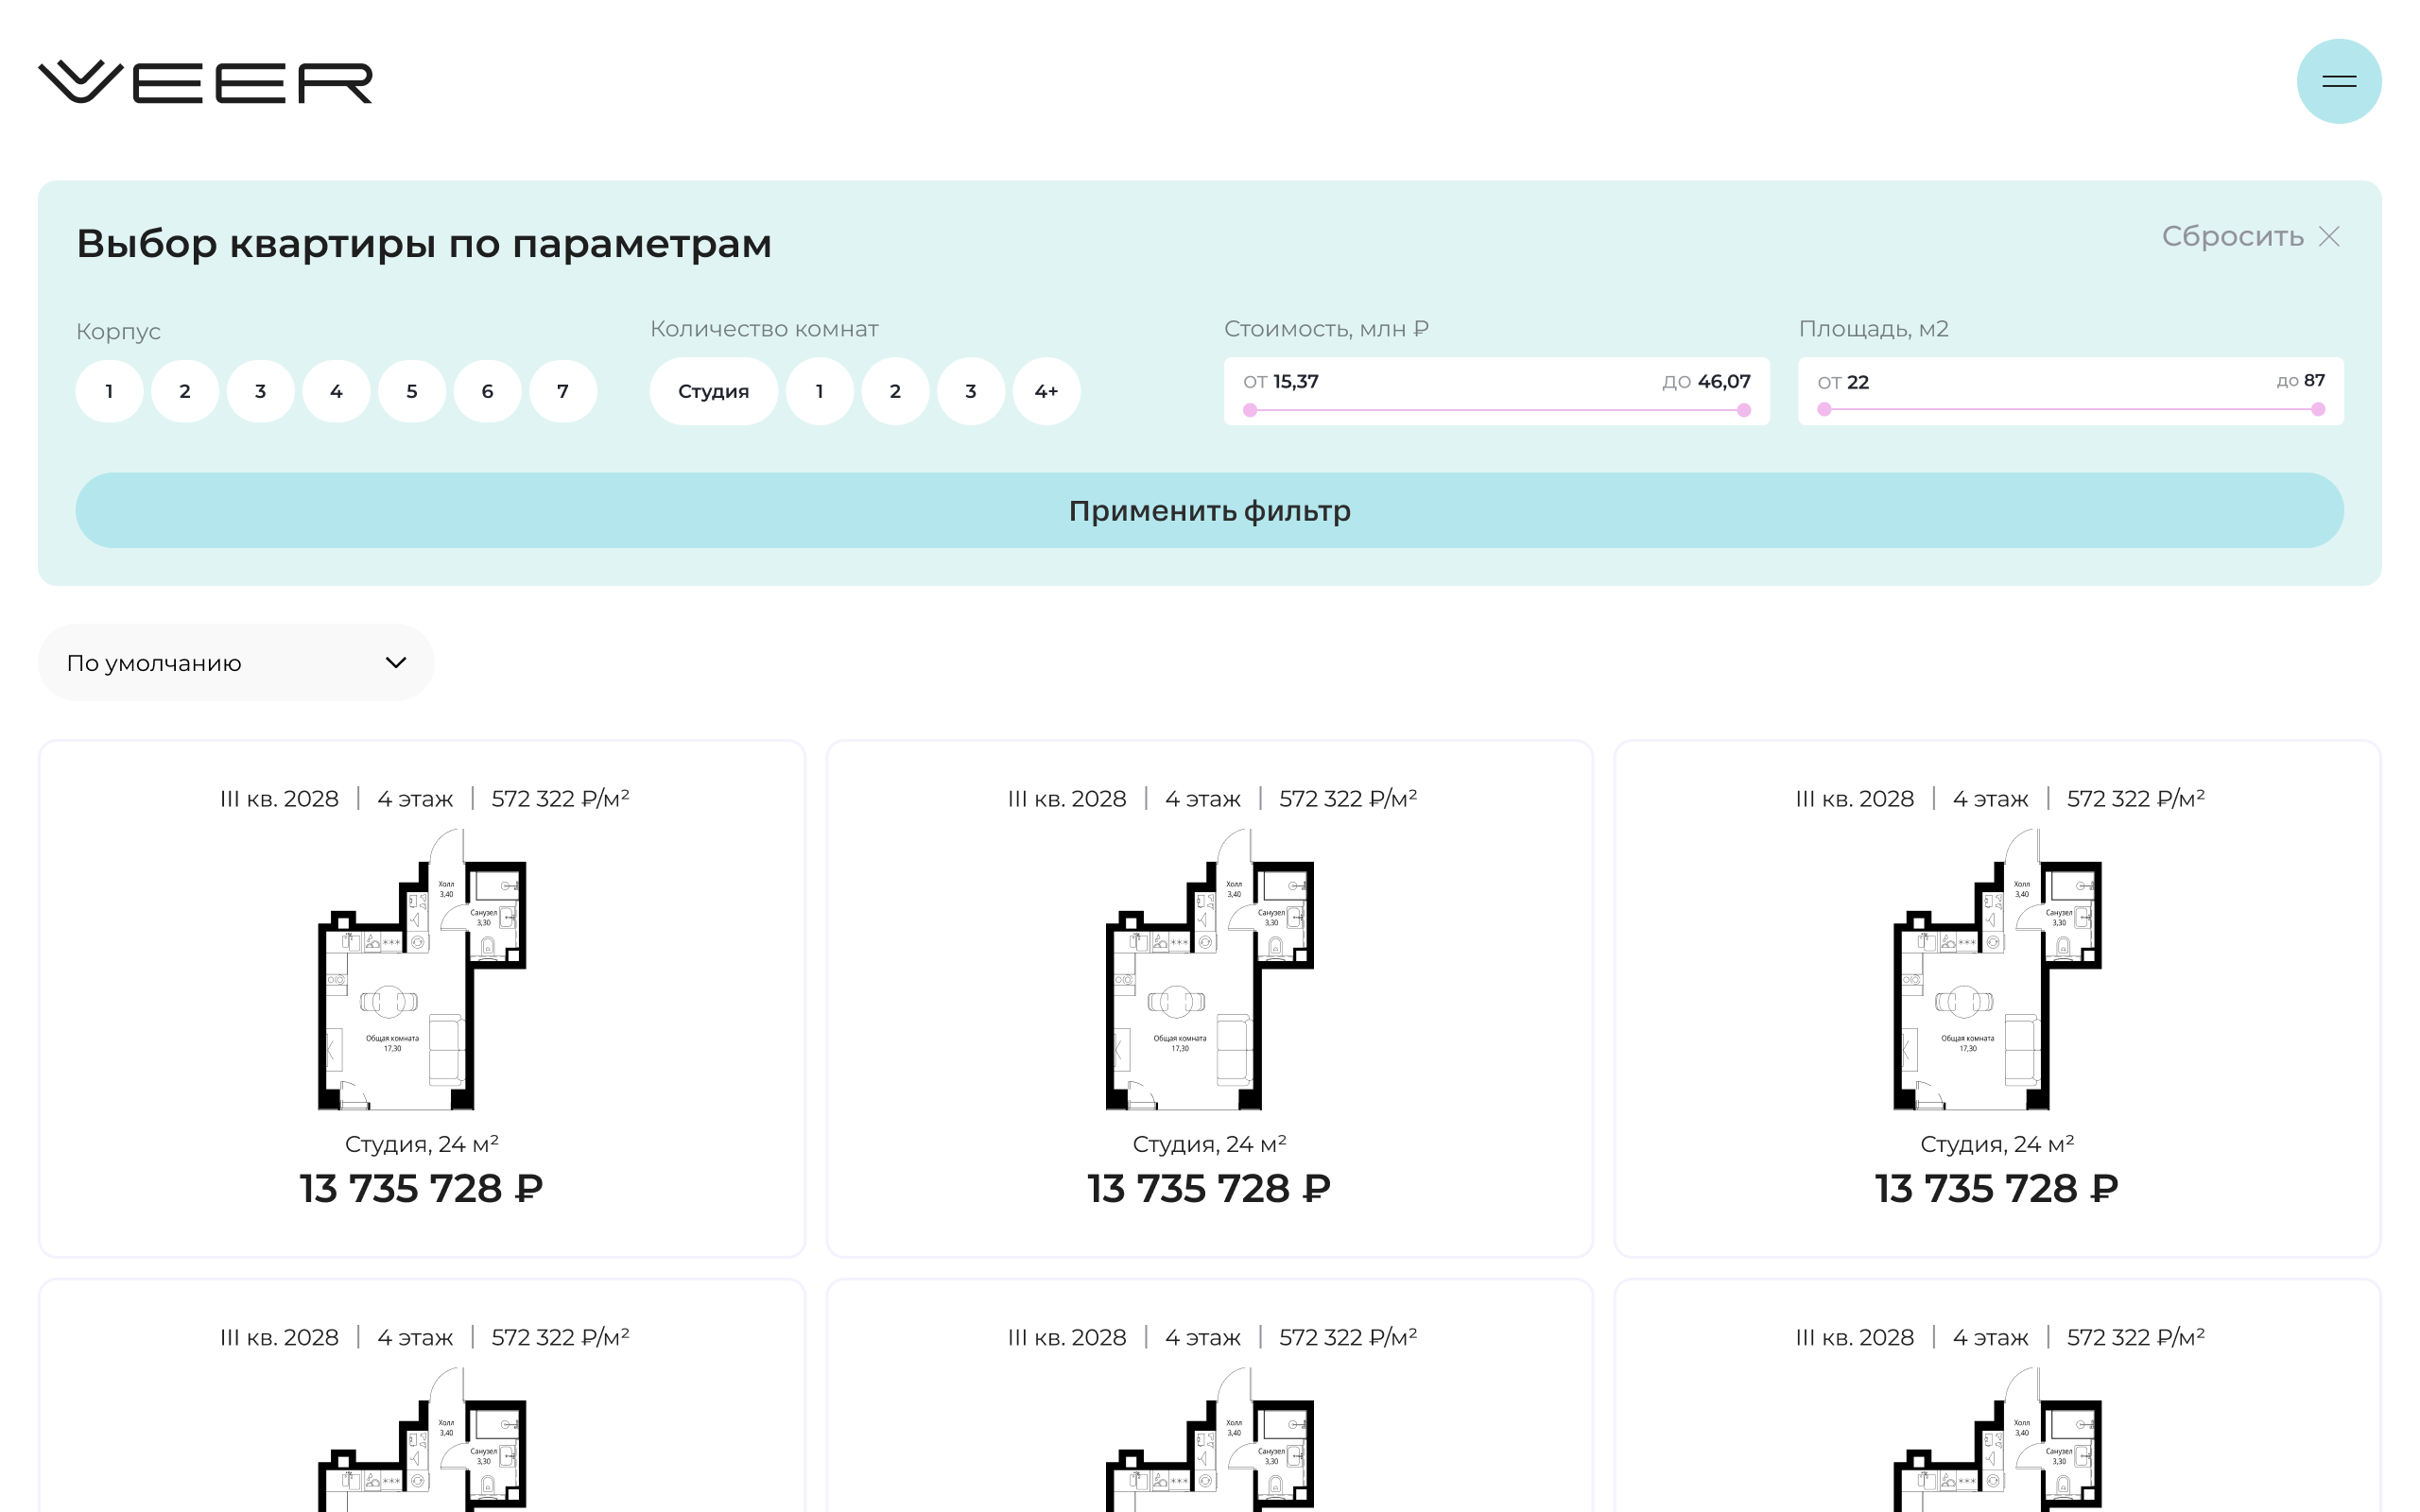 VEER
Выбор квартиры по параметрам
Сбросить
Корпус
1 2 3 4 5 6 7
Количество комнат
Студия 1 2 3 4+
Стоимость, млн ₽
от 15,37 до 46,07
Площадь, м2
от 22 до 87
Применить фильтр
По умолчанию
III кв. 2028 | 4 этаж | 572 322 ₽/м²
Холл
3,40
Санузел
3,30
Общая комната
17,30
Студия, 24 м²
13 735 728 ₽
III кв. 2028 | 4 этаж | 572 322 ₽/м²
Холл
3,40
Санузел
3,30
Общая комната
17,30
Студия, 24 м²
13 735 728 ₽
III кв. 2028 | 4 этаж | 572 322 ₽/м²
Холл
3,40
Санузел
3,30
Общая комната
17,30
Студия, 24 м²
13 735 728 ₽
III кв. 2028 | 4 этаж | 572 322 ₽/м²
Холл
3,40
Санузел
3,30
III кв. 2028 | 4 этаж | 572 322 ₽/м²
Холл
3,40
Санузел
3,30
III кв. 2028 | 4 этаж | 572 322 ₽/м²
Холл
3,40
Санузел
3,30